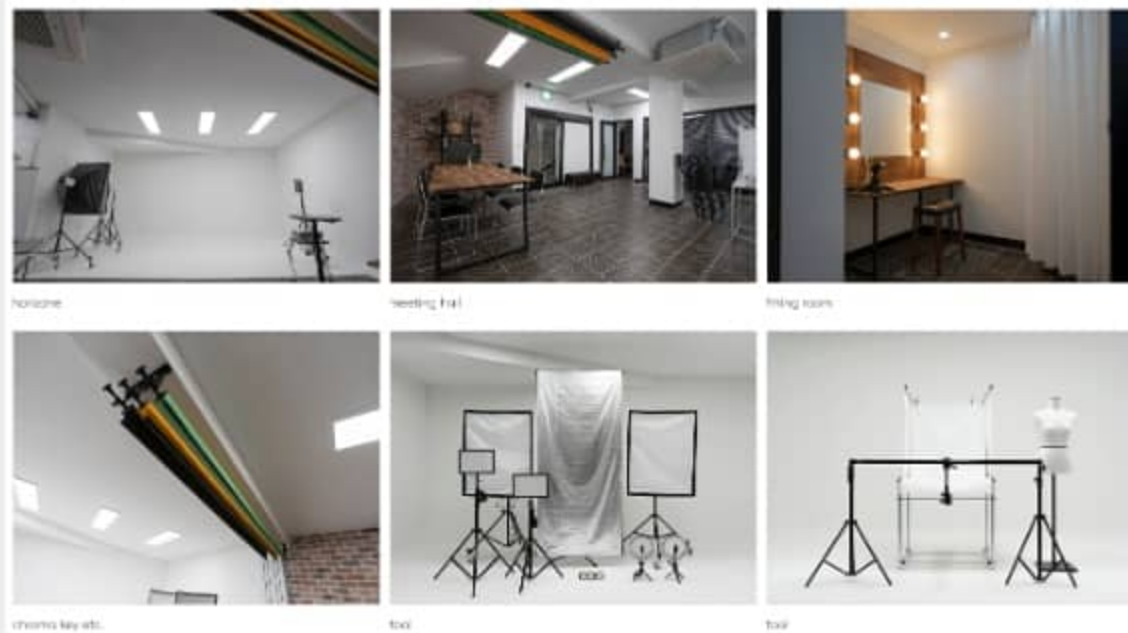 horizone
meeting hall
fitting room
chroma key etc.
tool
tool